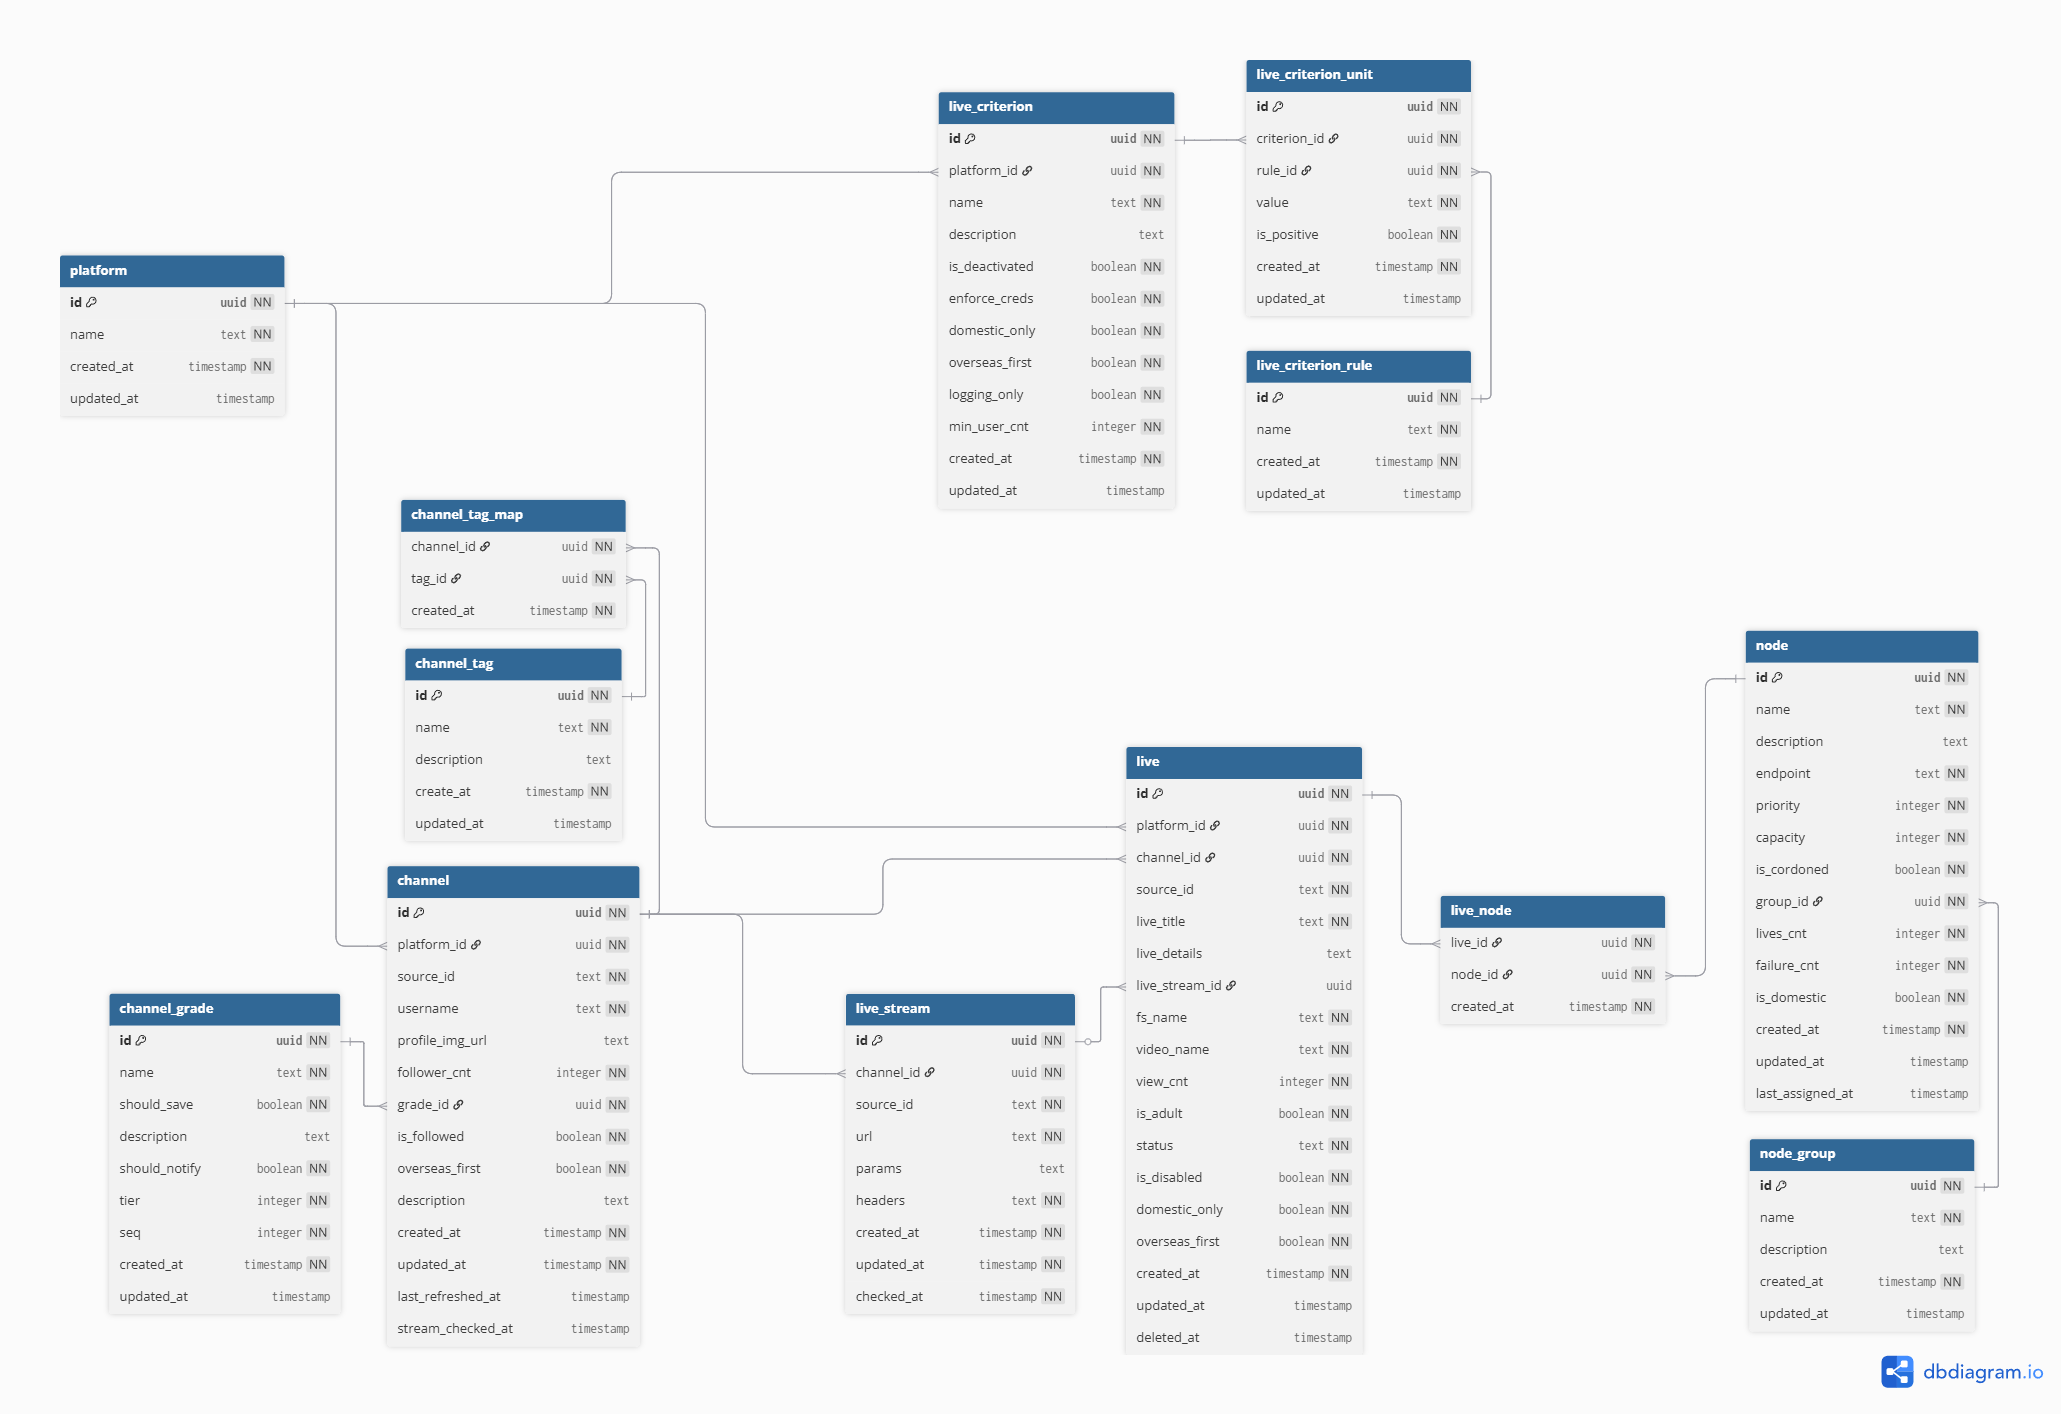 platform
id uuid NN
name text NN
created_at timestamp NN
updated_at timestamp
live_criterion
id uuid NN
platform_id uuid NN
name text NN
description text
is_deactivated boolean NN
enforce_creds boolean NN
domestic_only boolean NN
overseas_first boolean NN
logging_only boolean NN
min_user_cnt integer NN
created_at timestamp NN
updated_at timestamp
live_criterion_unit
id uuid NN
criterion_id uuid NN
rule_id uuid NN
value text NN
is_positive boolean NN
created_at timestamp NN
updated_at timestamp
live_criterion_rule
id uuid NN
name text NN
created_at timestamp NN
updated_at timestamp
channel_tag_map
channel_id uuid NN
tag_id uuid NN
created_at timestamp NN
channel_tag
id uuid NN
name text NN
description text
create_at timestamp NN
updated_at timestamp
channel
id uuid NN
platform_id uuid NN
source_id text NN
username text NN
profile_img_url text
follower_cnt integer NN
grade_id uuid NN
is_followed boolean NN
overseas_first boolean NN
description text
created_at timestamp NN
updated_at timestamp NN
last_refreshed_at timestamp
stream_checked_at timestamp
channel_grade
id uuid NN
name text NN
should_save boolean NN
description text
should_notify boolean NN
tier integer NN
seq integer NN
created_at timestamp NN
updated_at timestamp
live_stream
id uuid NN
channel_id uuid NN
source_id text NN
url text NN
params text
headers text NN
created_at timestamp NN
updated_at timestamp NN
checked_at timestamp NN
live
id uuid NN
platform_id uuid NN
channel_id uuid NN
source_id text NN
live_title text NN
live_details text
live_stream_id uuid
fs_name text NN
video_name text NN
view_cnt integer NN
is_adult boolean NN
status text NN
is_disabled boolean NN
domestic_only boolean NN
overseas_first boolean NN
created_at timestamp NN
updated_at timestamp
deleted_at timestamp
live_node
live_id uuid NN
node_id uuid NN
created_at timestamp NN
node
id uuid NN
name text NN
description text
endpoint text NN
priority integer NN
capacity integer NN
is_cordoned boolean NN
group_id uuid NN
lives_cnt integer NN
failure_cnt integer NN
is_domestic boolean NN
created_at timestamp NN
updated_at timestamp
last_assigned_at timestamp
node_group
id uuid NN
name text NN
description text
created_at timestamp NN
updated_at timestamp
dbdiagram.io